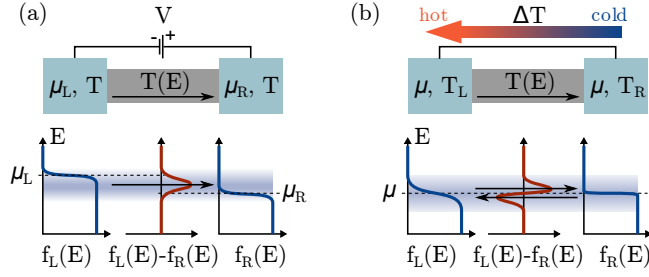 (a)
V
- +
μL, T
T(E)
μR, T
E
μL
μR
fL(E)
fL(E)-fR(E)
fR(E)
(b)
hot
ΔT
cold
μ, TL
T(E)
μ, TR
E
μ
fL(E)
fL(E)-fR(E)
fR(E)